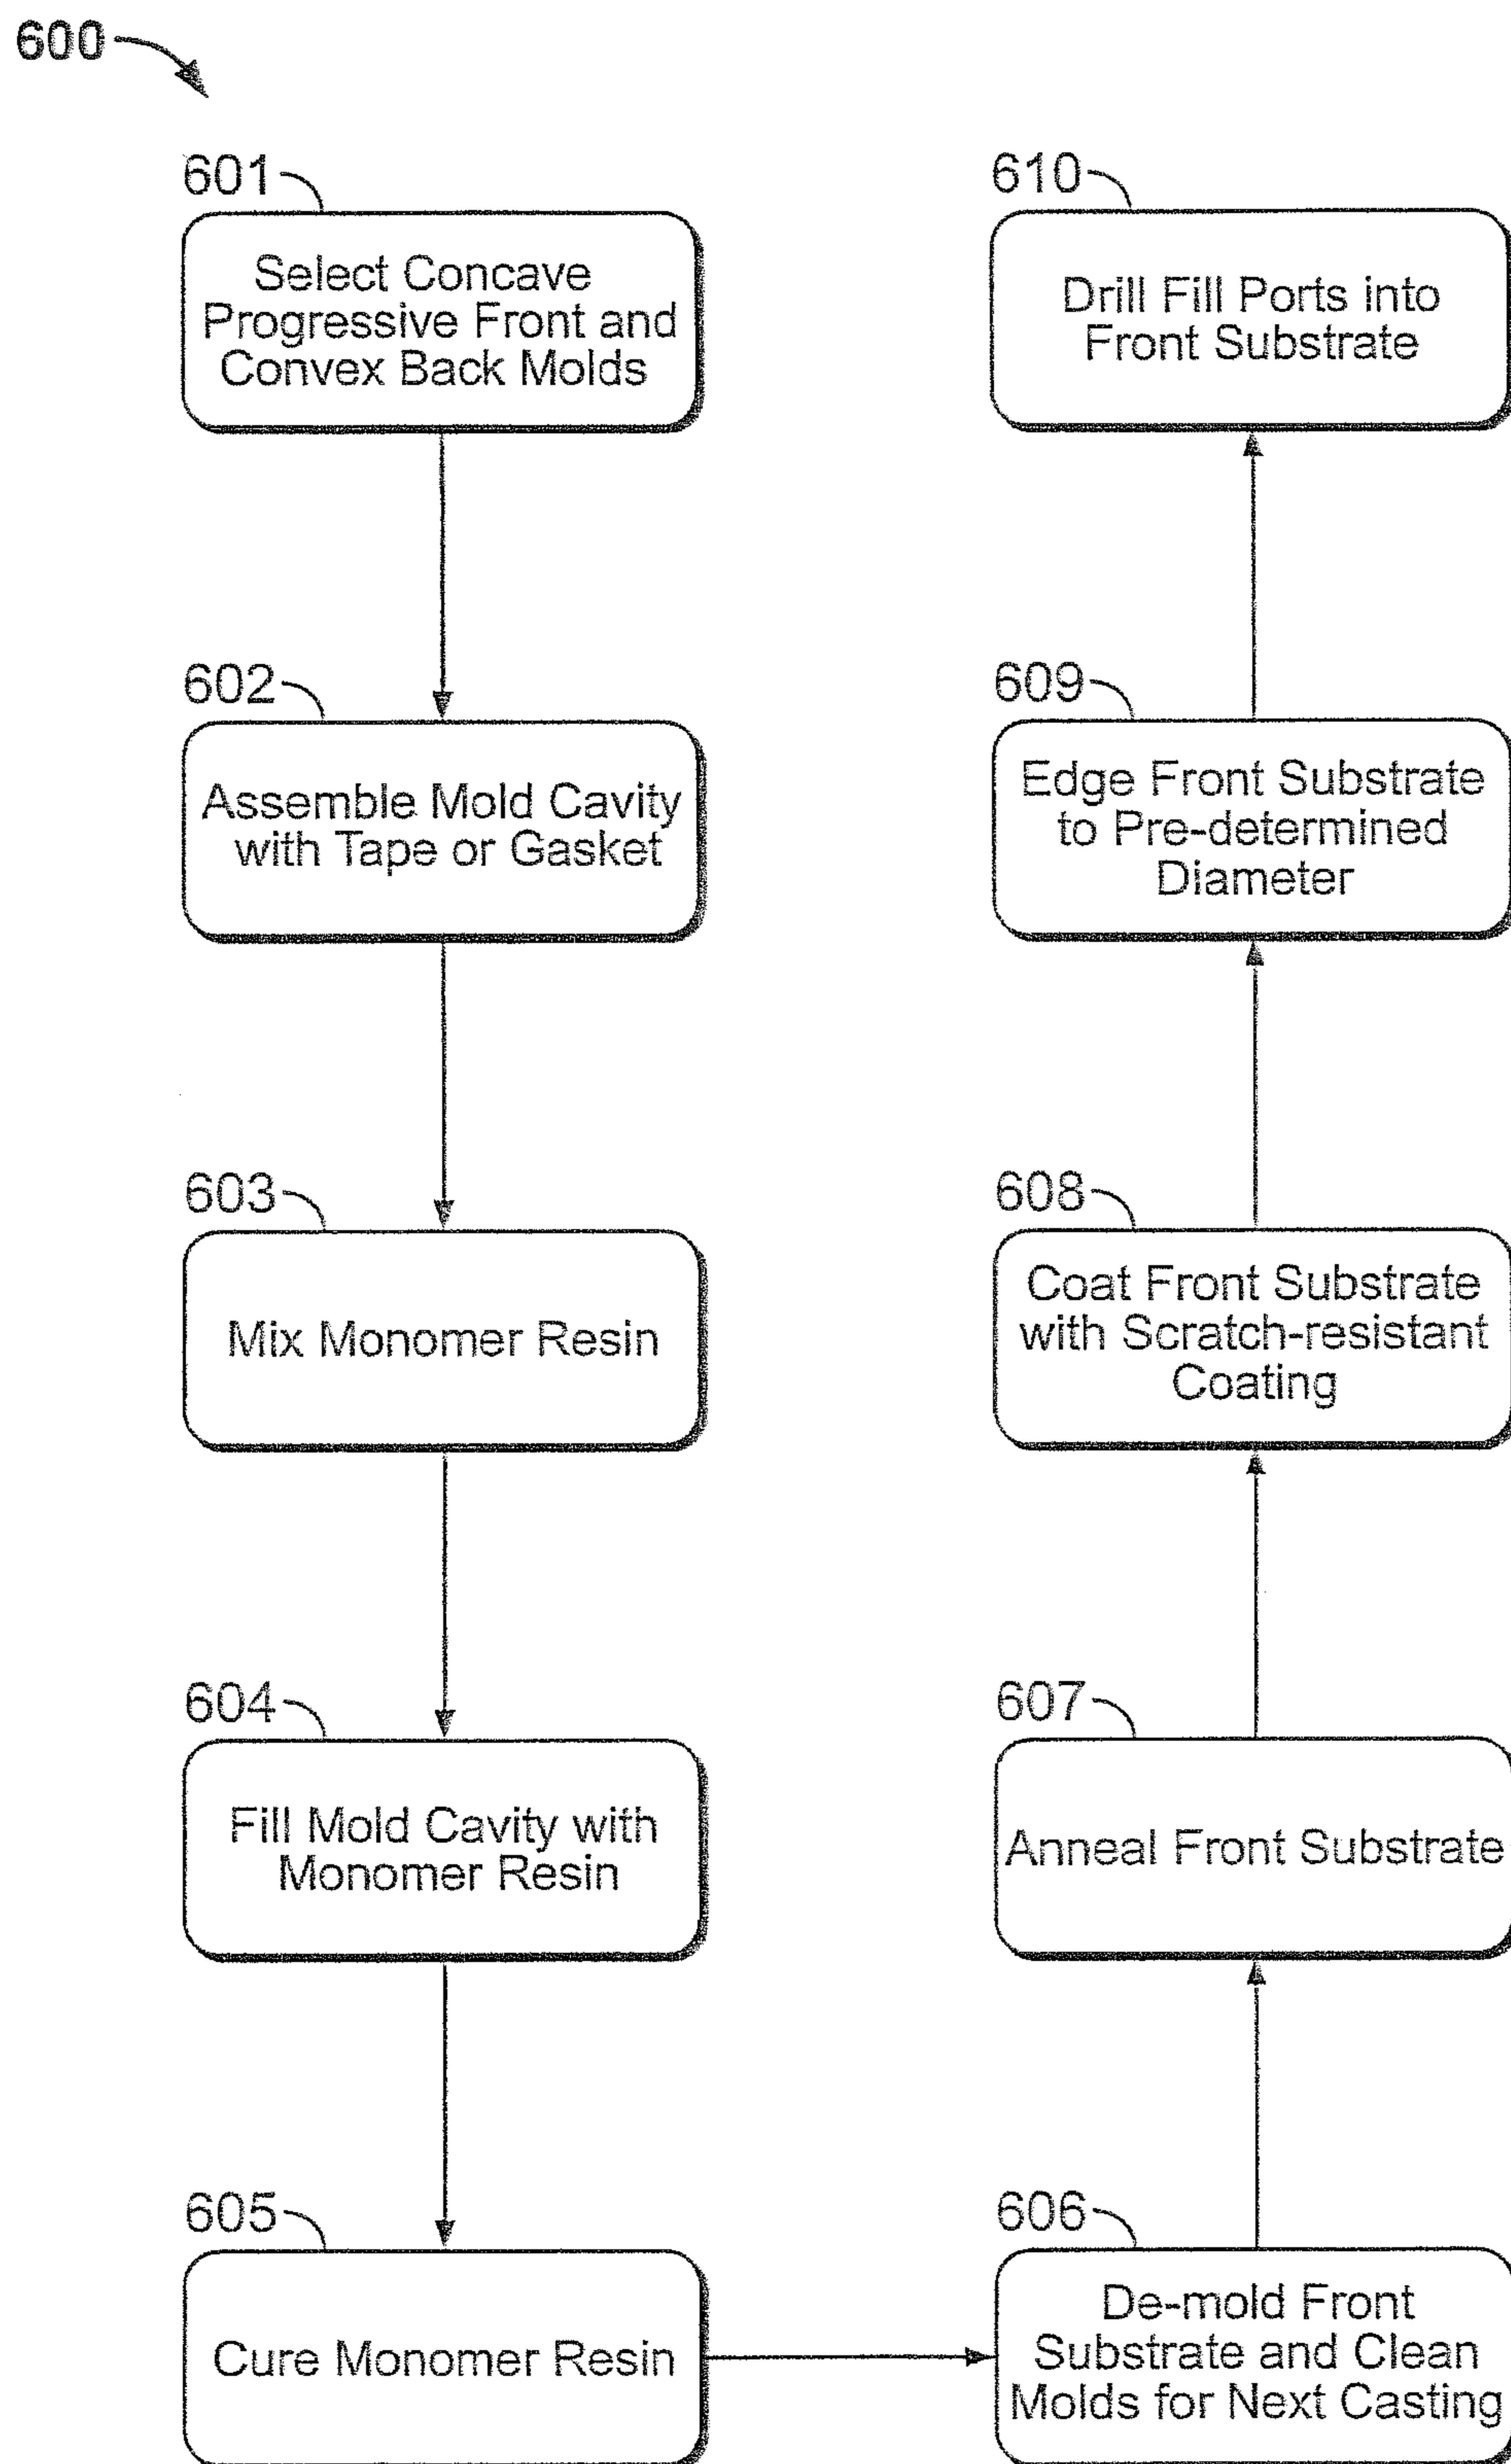 600
601
Select Concave
Progressive Front and
Convex Back Molds
602
Assemble Mold Cavity
with Tape or Gasket
603
Mix Monomer Resin
604
Fill Mold Cavity with
Monomer Resin
605
Cure Monomer Resin
606
De-mold Front
Substrate and Clean
Molds for Next Casting
607
Anneal Front Substrate
608
Coat Front Substrate
with Scratch-resistant
Coating
609
Edge Front Substrate
to Pre-determined
Diameter
610
Drill Fill Ports into
Front Substrate